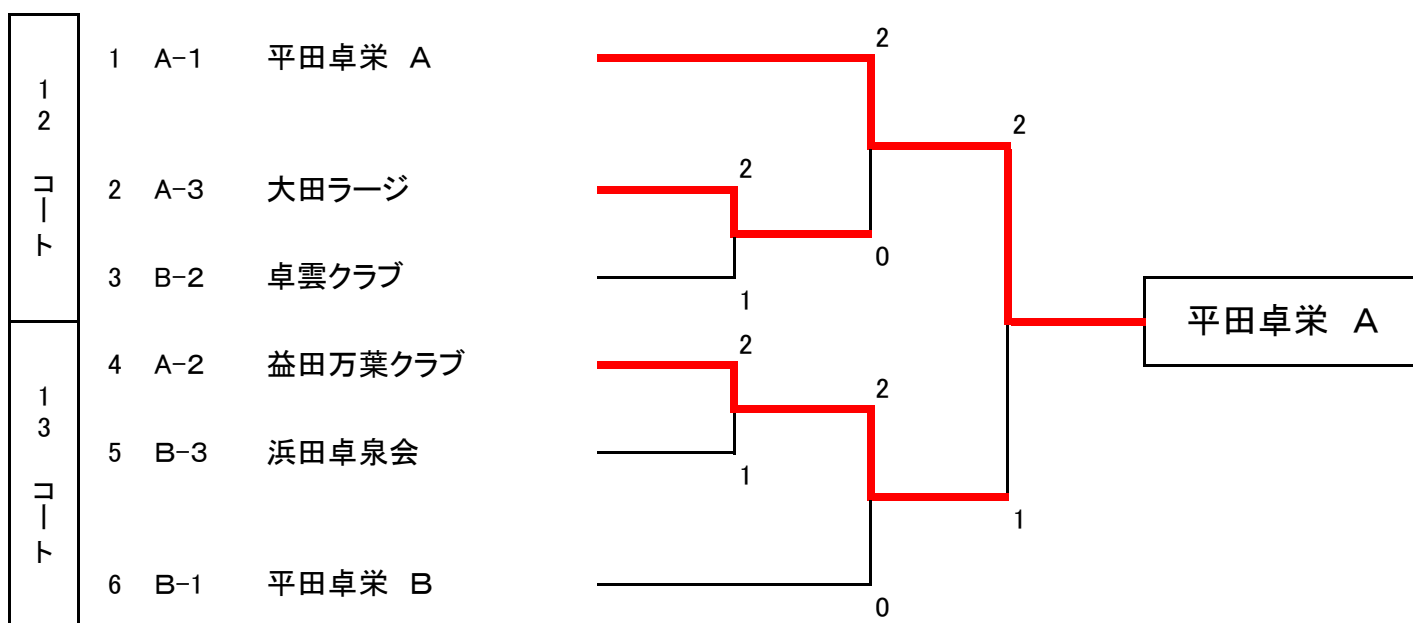 12 コート
1 A-1 平田卓栄 A
2 A-3 大田ラージ
3 B-2 卓雲クラブ
13 コート
4 A-2 益田万葉クラブ
5 B-3 浜田卓泉会
6 B-1 平田卓栄 B
2
2
2
0
1
2
2
1
1
0
平田卓栄 A